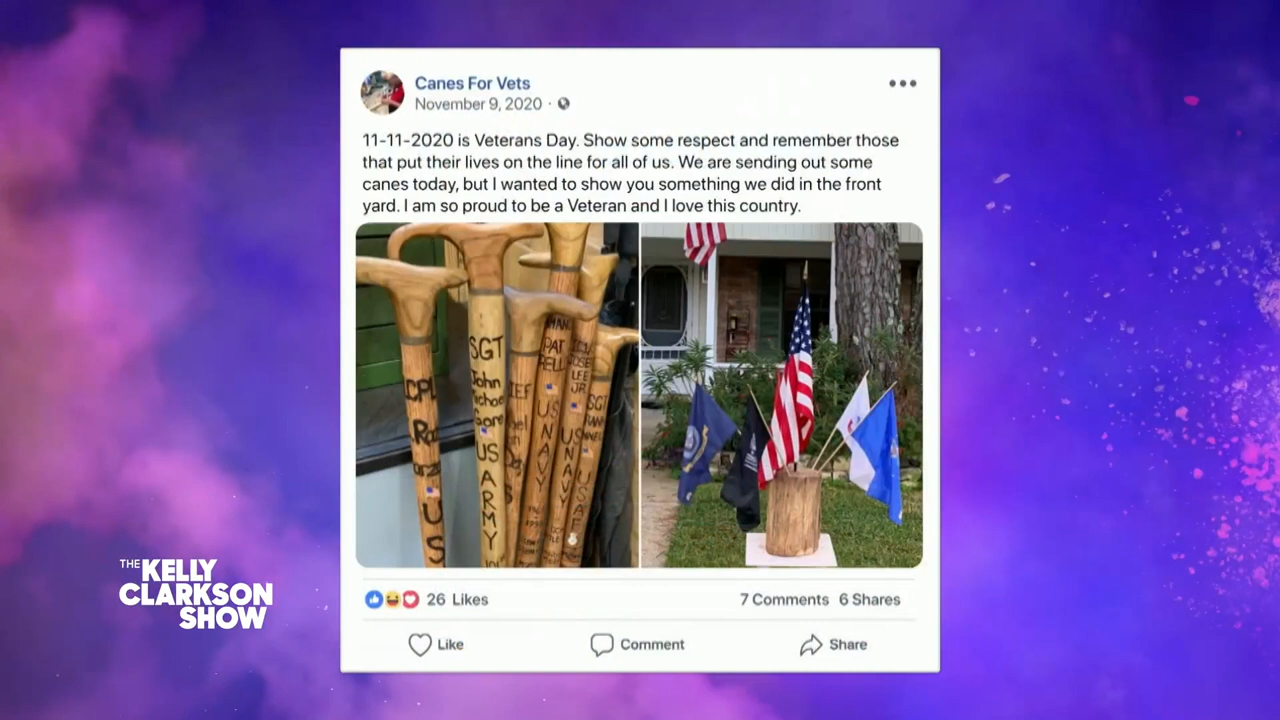 Canes For Vets
November 9, 2020 ·
11-11-2020 is Veterans Day. Show some respect and remember those
that put their lives on the line for all of us. We are sending out some
canes today, but I wanted to show you something we did in the front
yard. I am so proud to be a Veteran and I love this country.
CPL
US
SGT
John
US ARMY
US NAVY
LEE
JR.
US NAVY
SGT
USAF
26 Likes
7 Comments 6 Shares
Like
Comment
Share
THE
KELLY
CLARKSON
SHOW